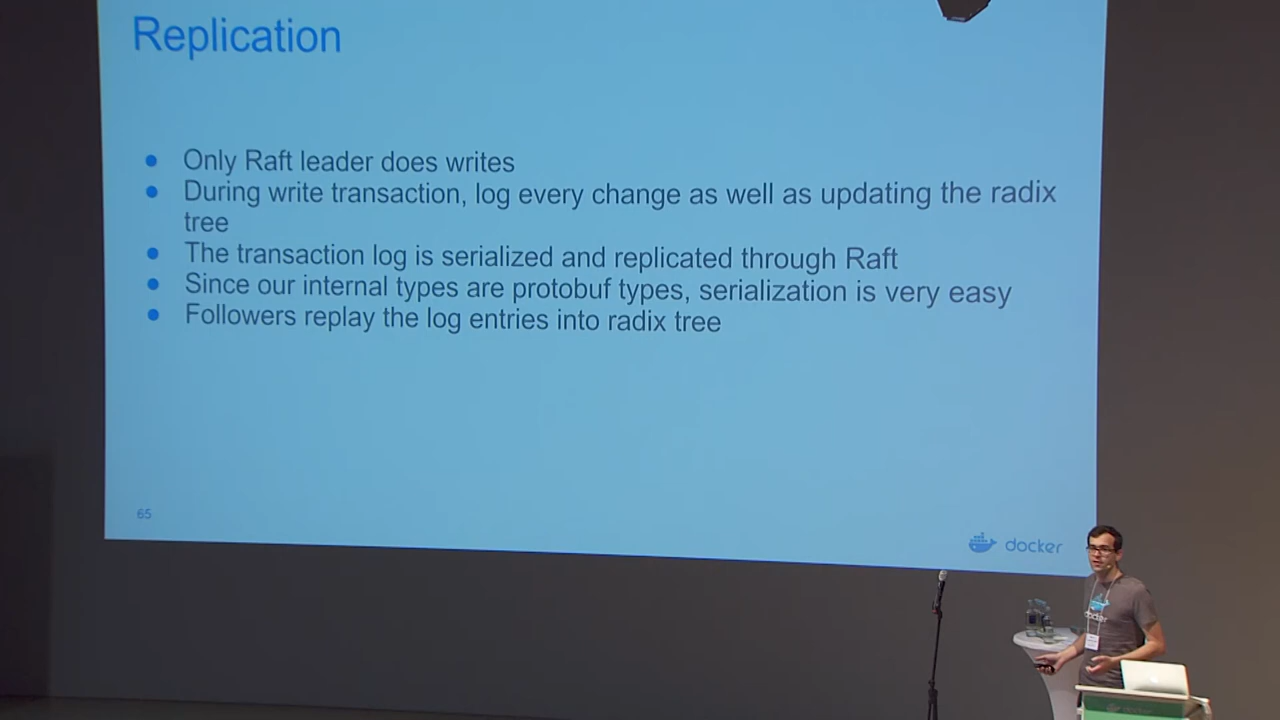 Replication
• Only Raft leader does writes
• During write transaction, log every change as well as updating the radix
tree
• The transaction log is serialized and replicated through Raft
• Since our internal types are protobuf types, serialization is very easy
• Followers replay the log entries into radix tree
65
docker
docker